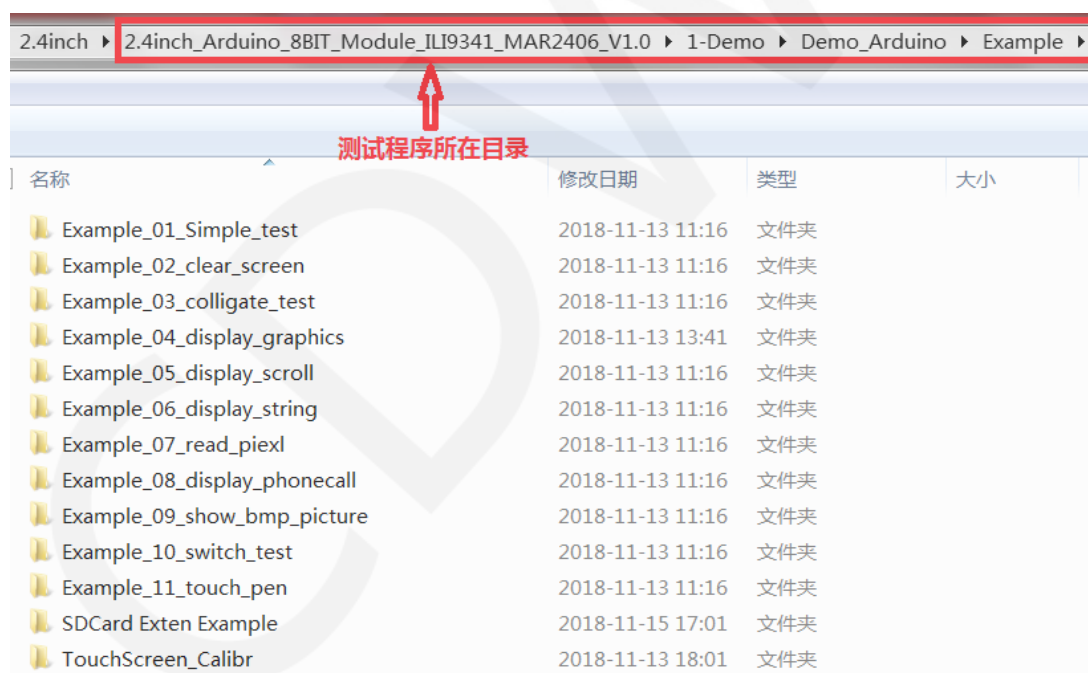 2.4inch ▸ 2.4inch_Arduino_8BIT_Module_ILI9341_MAR2406_V1.0 ▸ 1-Demo ▸ Demo_Arduino ▸ Example ▸
测试程序所在目录
名称 修改日期 类型 大小
Example_01_Simple_test 2018-11-13 11:16 文件夹
Example_02_clear_screen 2018-11-13 11:16 文件夹
Example_03_colligate_test 2018-11-13 11:16 文件夹
Example_04_display_graphics 2018-11-13 13:41 文件夹
Example_05_display_scroll 2018-11-13 11:16 文件夹
Example_06_display_string 2018-11-13 11:16 文件夹
Example_07_read_piexl 2018-11-13 11:16 文件夹
Example_08_display_phonecall 2018-11-13 11:16 文件夹
Example_09_show_bmp_picture 2018-11-13 11:16 文件夹
Example_10_switch_test 2018-11-13 11:16 文件夹
Example_11_touch_pen 2018-11-13 11:16 文件夹
SDCard Exten Example 2018-11-15 17:01 文件夹
TouchScreen_Calibr 2018-11-13 18:01 文件夹